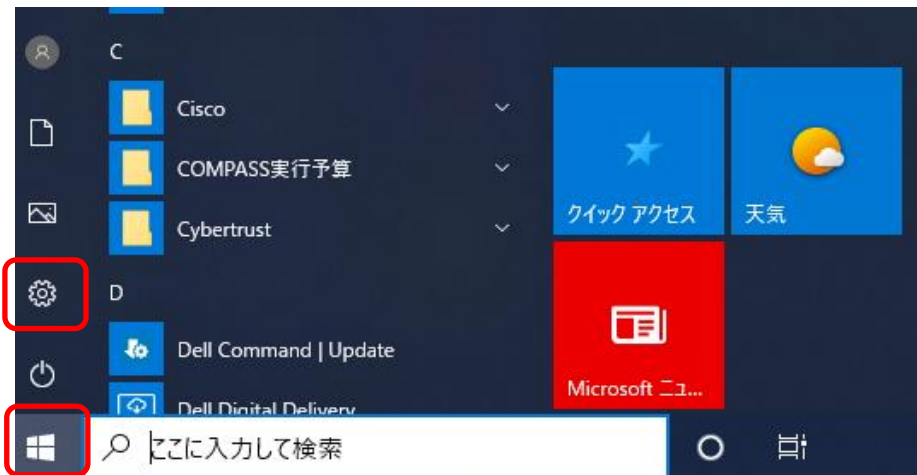 C
Cisco
COMPASS実行予算
Cybertrust
クイック アクセス
天気
D
Dell Command | Update
Microsoft ニュ...
Dell Digital Delivery
ここに入力して検索